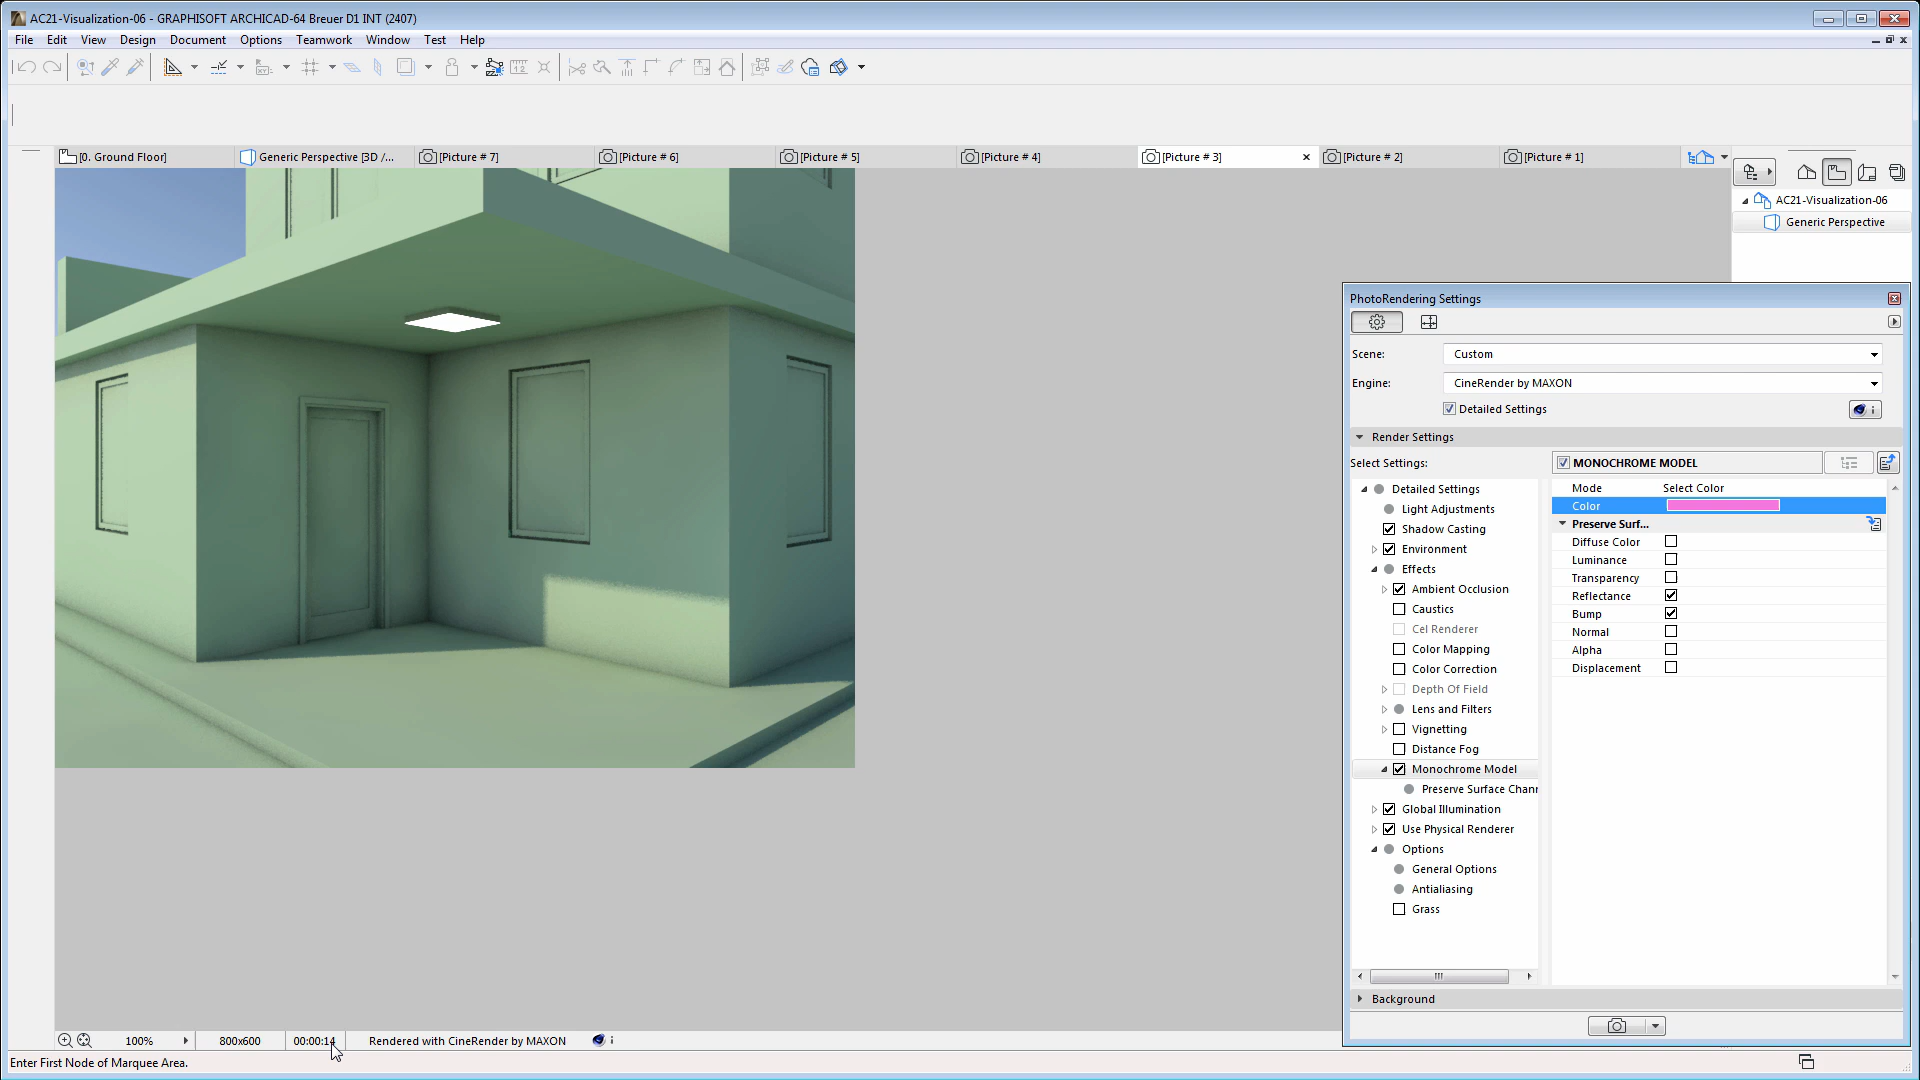 AC21-Visualization-06 - GRAPHISOFT ARCHICAD-64 Breuer D1 INT (2407)
File Edit View Design Document Options Teamwork Window Debug Test Help
[0. Ground Floor] Generic Perspective [3D /... [Picture # 7] [Picture # 6] [Picture # 5] [Picture # 4] [Picture # 3] [Picture # 2] [Picture # 1]
AC21-Visualization-06
Generic Perspective
PhotoRendering Settings
Scene: Custom
Engine: CineRender by MAXON
Detailed Settings
Render Settings
Select Settings: MONOCHROME MODEL
Detailed Settings
Light Adjustments
Shadow Casting
Environment
Effects
Ambient Occlusion
Caustics
Cel Renderer
Color Mapping
Color Correction
Depth Of Field
Lens and Filters
Vignetting
Distance Fog
Monochrome Model
Preserve Surface Chan
Global Illumination
Use Physical Renderer
Options
General Options
Antialiasing
Grass
Mode Select Color
Color
Preserve Surf...
Diffuse Color
Luminance
Transparency
Reflectance
Bump
Normal
Alpha
Displacement
Background
100% 800x600 00:00:14 Rendered with CineRender by MAXON i
Enter First Node of Marquee Area.